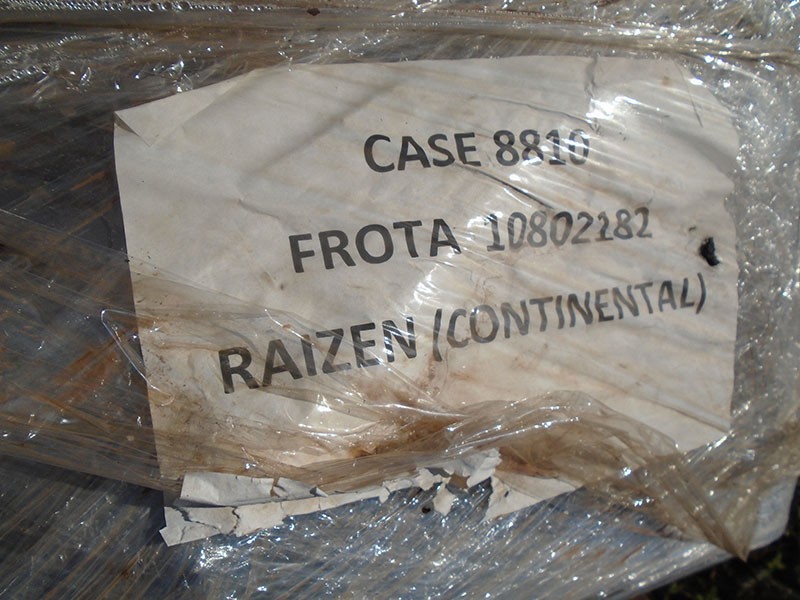 CASE 8810
FROTA 10802182
RAIZEN (CONTINENTAL)